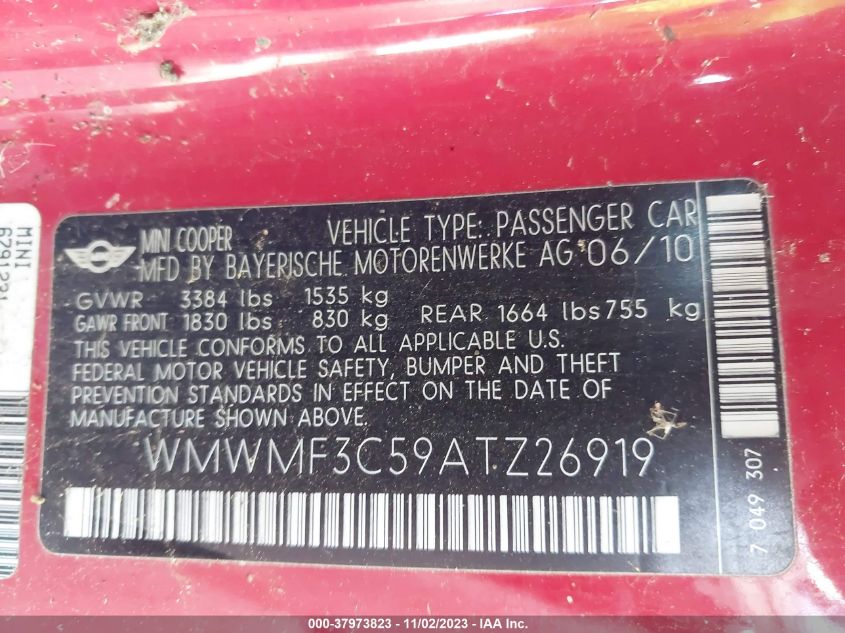 MINI COOPER VEHICLE TYPE: PASSENGER CAR
MFD BY BAYERISCHE MOTORENWERKE AG 06/10
GVWR 3384 lbs 1535 kg
GAWR FRONT 1830 lbs 830 kg REAR 1664 lbs 755 kg
THIS VEHICLE CONFORMS TO ALL APPLICABLE U.S.
FEDERAL MOTOR VEHICLE SAFETY, BUMPER AND THEFT
PREVENTION STANDARDS IN EFFECT ON THE DATE OF
MANUFACTURE SHOWN ABOVE.
WMWMF3C59ATZ26919
7 049 307
MINI
000-37973823 - 11/02/2023 - IAA Inc.